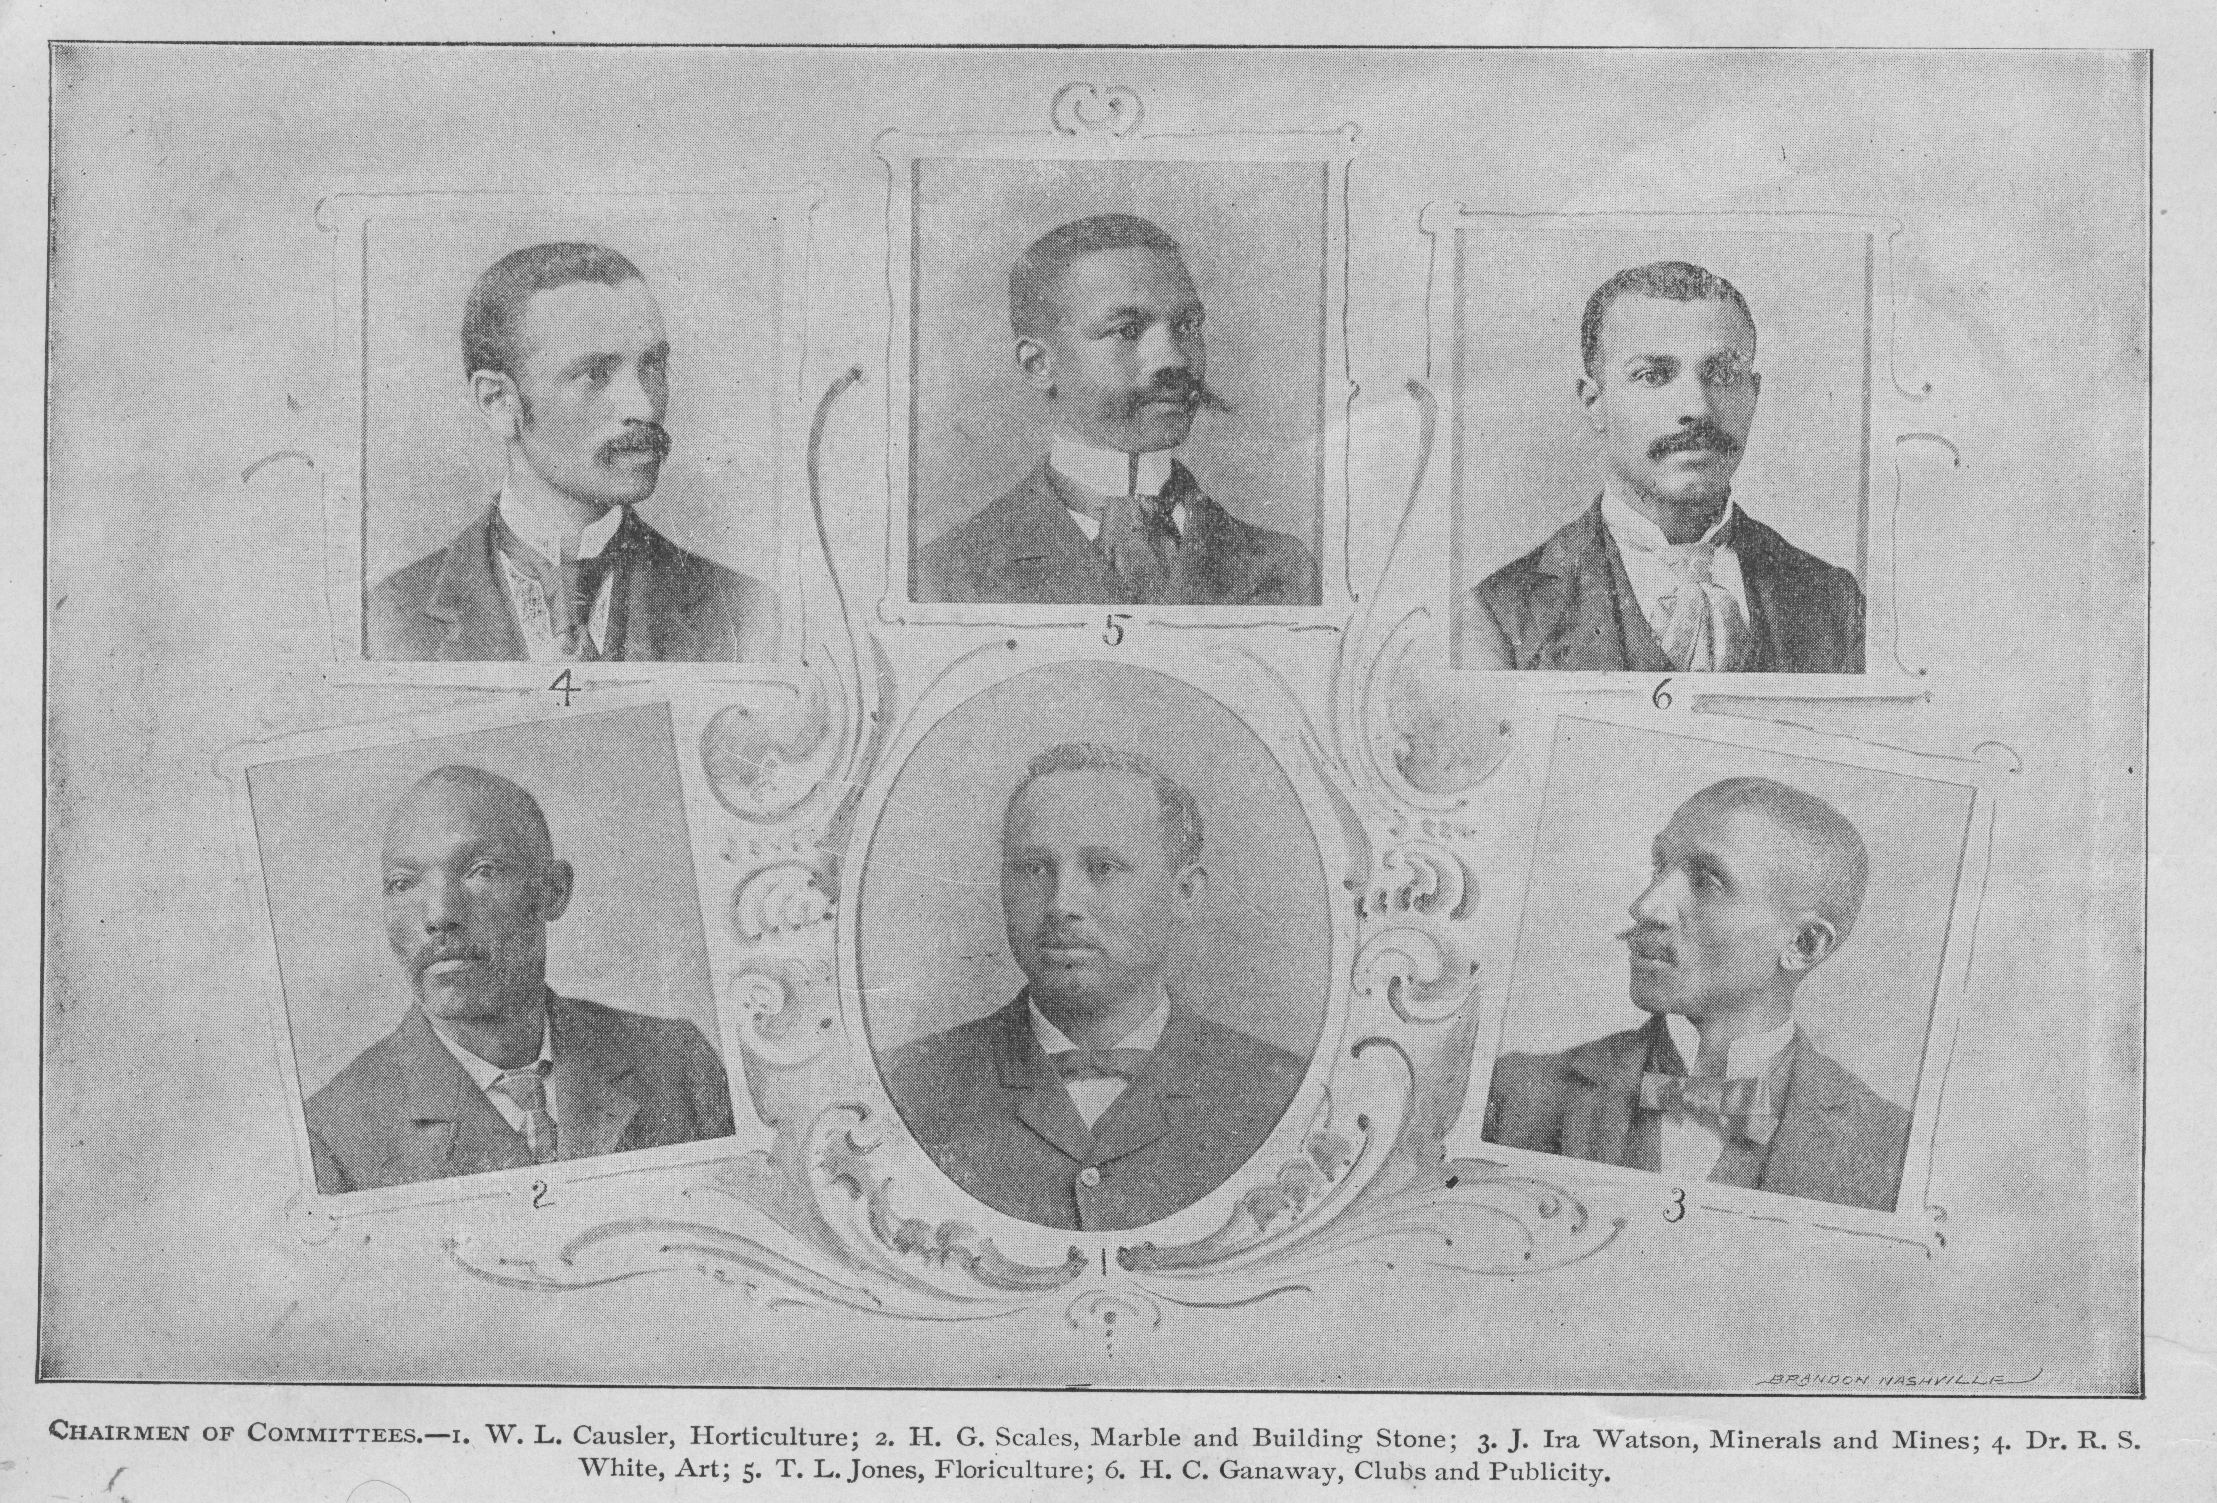 5
4
6
2
3
1
BRANDON NASHVILLE
CHAIRMEN OF COMMITTEES.—1. W. L. Causler, Horticulture; 2. H. G. Scales, Marble and Building Stone; 3. J. Ira Watson, Minerals and Mines; 4. Dr. R. S.
White, Art; 5. T. L. Jones, Floriculture; 6. H. C. Ganaway, Clubs and Publicity.